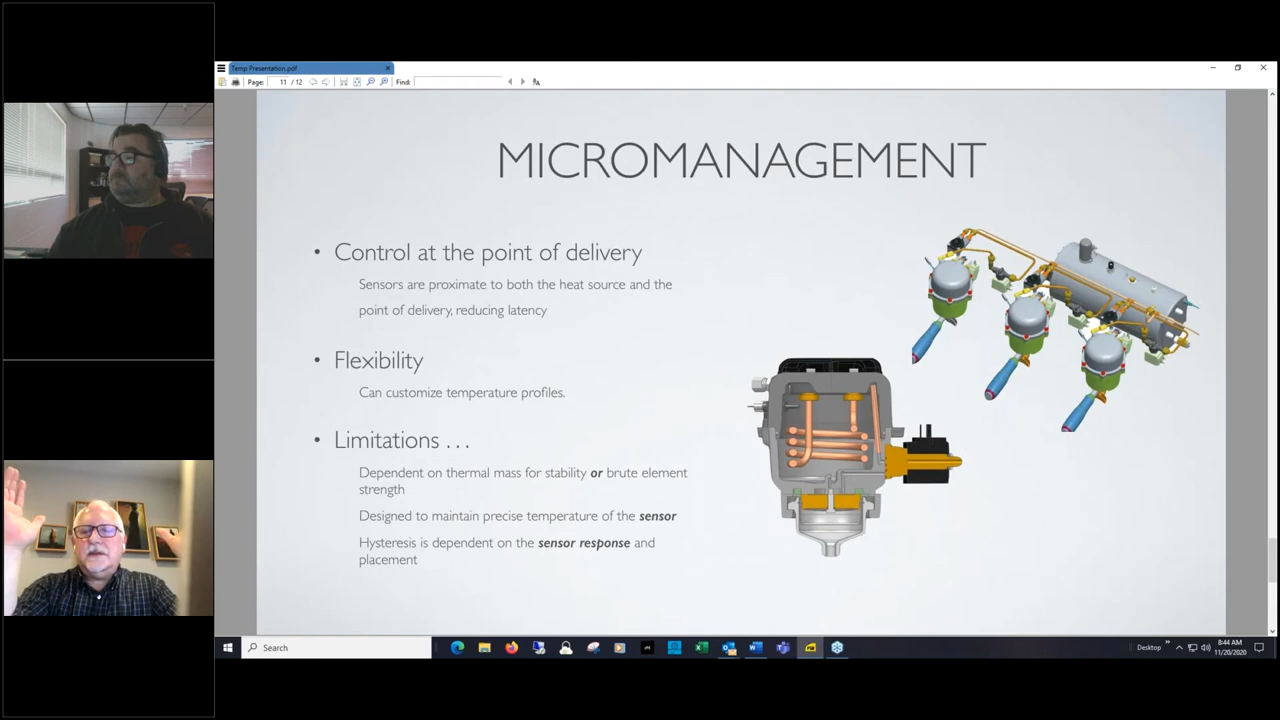 Temp Presentation.pdf
Page: 11 / 12 Find:
MICROMANAGEMENT
• Control at the point of delivery
Sensors are proximate to both the heat source and the
point of delivery, reducing latency
• Flexibility
Can customize temperature profiles.
• Limitations . . .
Dependent on thermal mass for stability or brute element
strength
Designed to maintain precise temperature of the sensor
Hysteresis is dependent on the sensor response and
placement
Search
Desktop
8:44 AM
11/20/2020